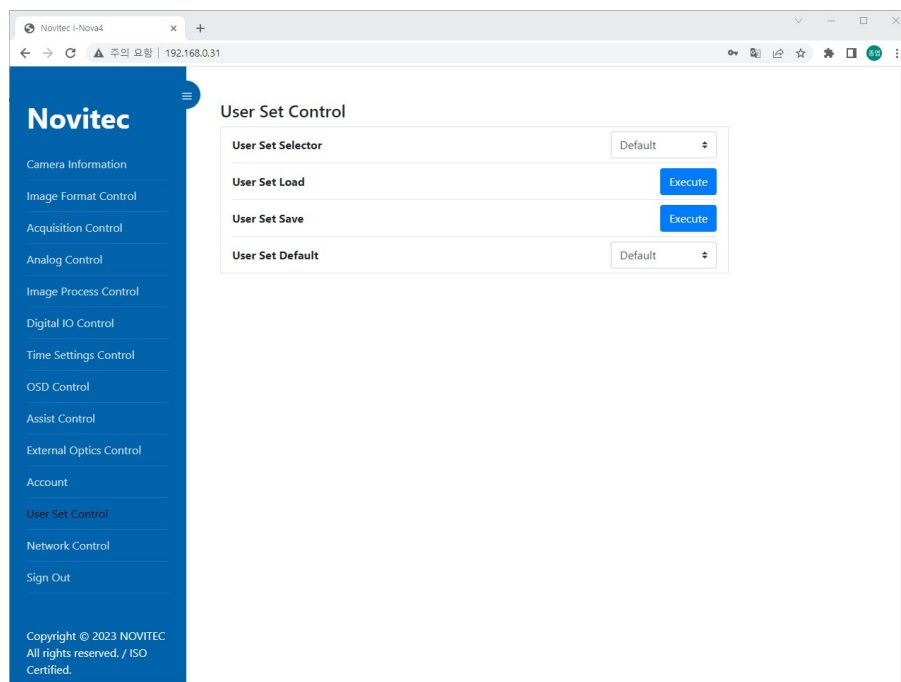 Novitec i-Nova4
주의 요함 | 192.168.0.31
종엽
Novitec
Camera Information
Image Format Control
Acquisition Control
Analog Control
Image Process Control
Digital IO Control
Time Settings Control
OSD Control
Assist Control
External Optics Control
Account
User Set Control
Network Control
Sign Out
Copyright © 2023 NOVITEC
All rights reserved. / ISO
Certified.
User Set Control
User Set Selector Default
User Set Load Execute
User Set Save Execute
User Set Default Default